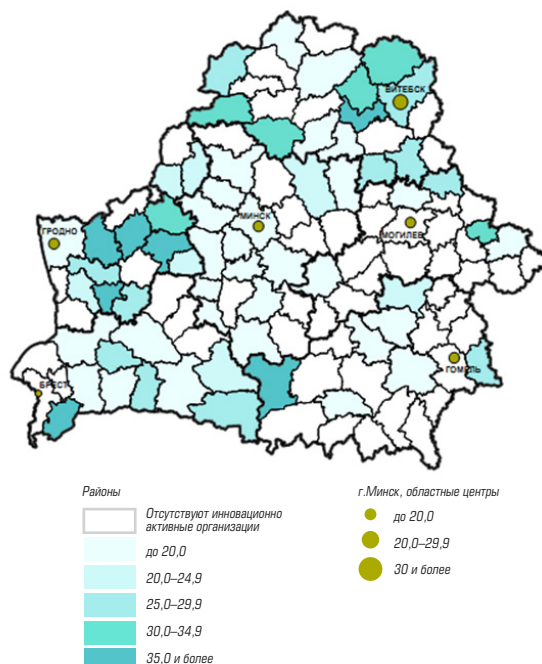 ВИТЕБСК
МИНСК
ГРОДНО
МОГИЛЕВ
ГОМЕЛЬ
БРЕСТ
Районы
Отсутствуют инновационно
активные организации
до 20,0
20,0–24,9
25,0–29,9
30,0–34,9
35,0 и более
г.Минск, областные центры
до 20,0
20,0–29,9
30 и более